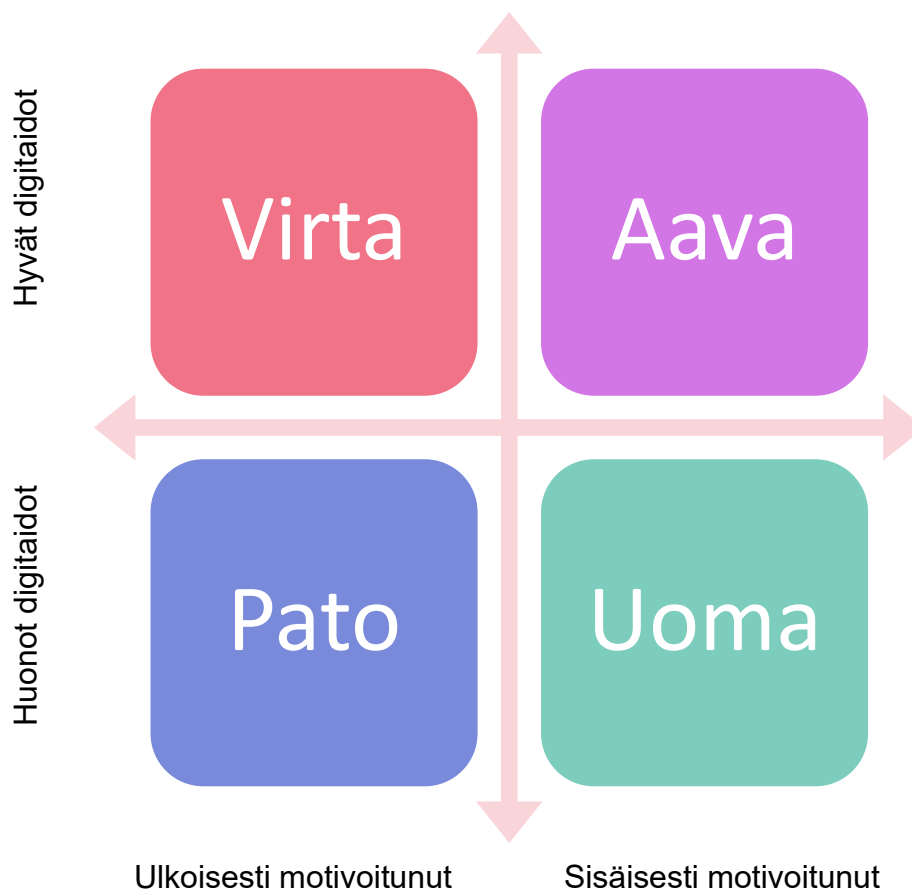 Hyvät digitaidot
Virta
Aava
Huonot digitaidot
Pato
Uoma
Ulkoisesti motivoitunut
Sisäisesti motivoitunut